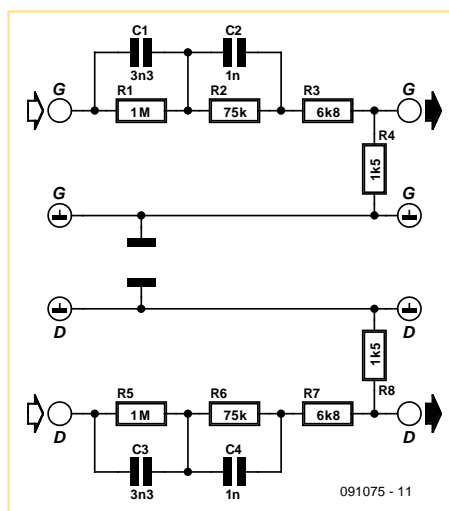 C1 C2
3n3 1n
G R1 R2 R3 G
1M 75k 6k8
R4
1k5
G G
D D
1k5
R5 R6 R7 R8
1M 75k 6k8
D D
C3 C4
3n3 1n
091075 - 11